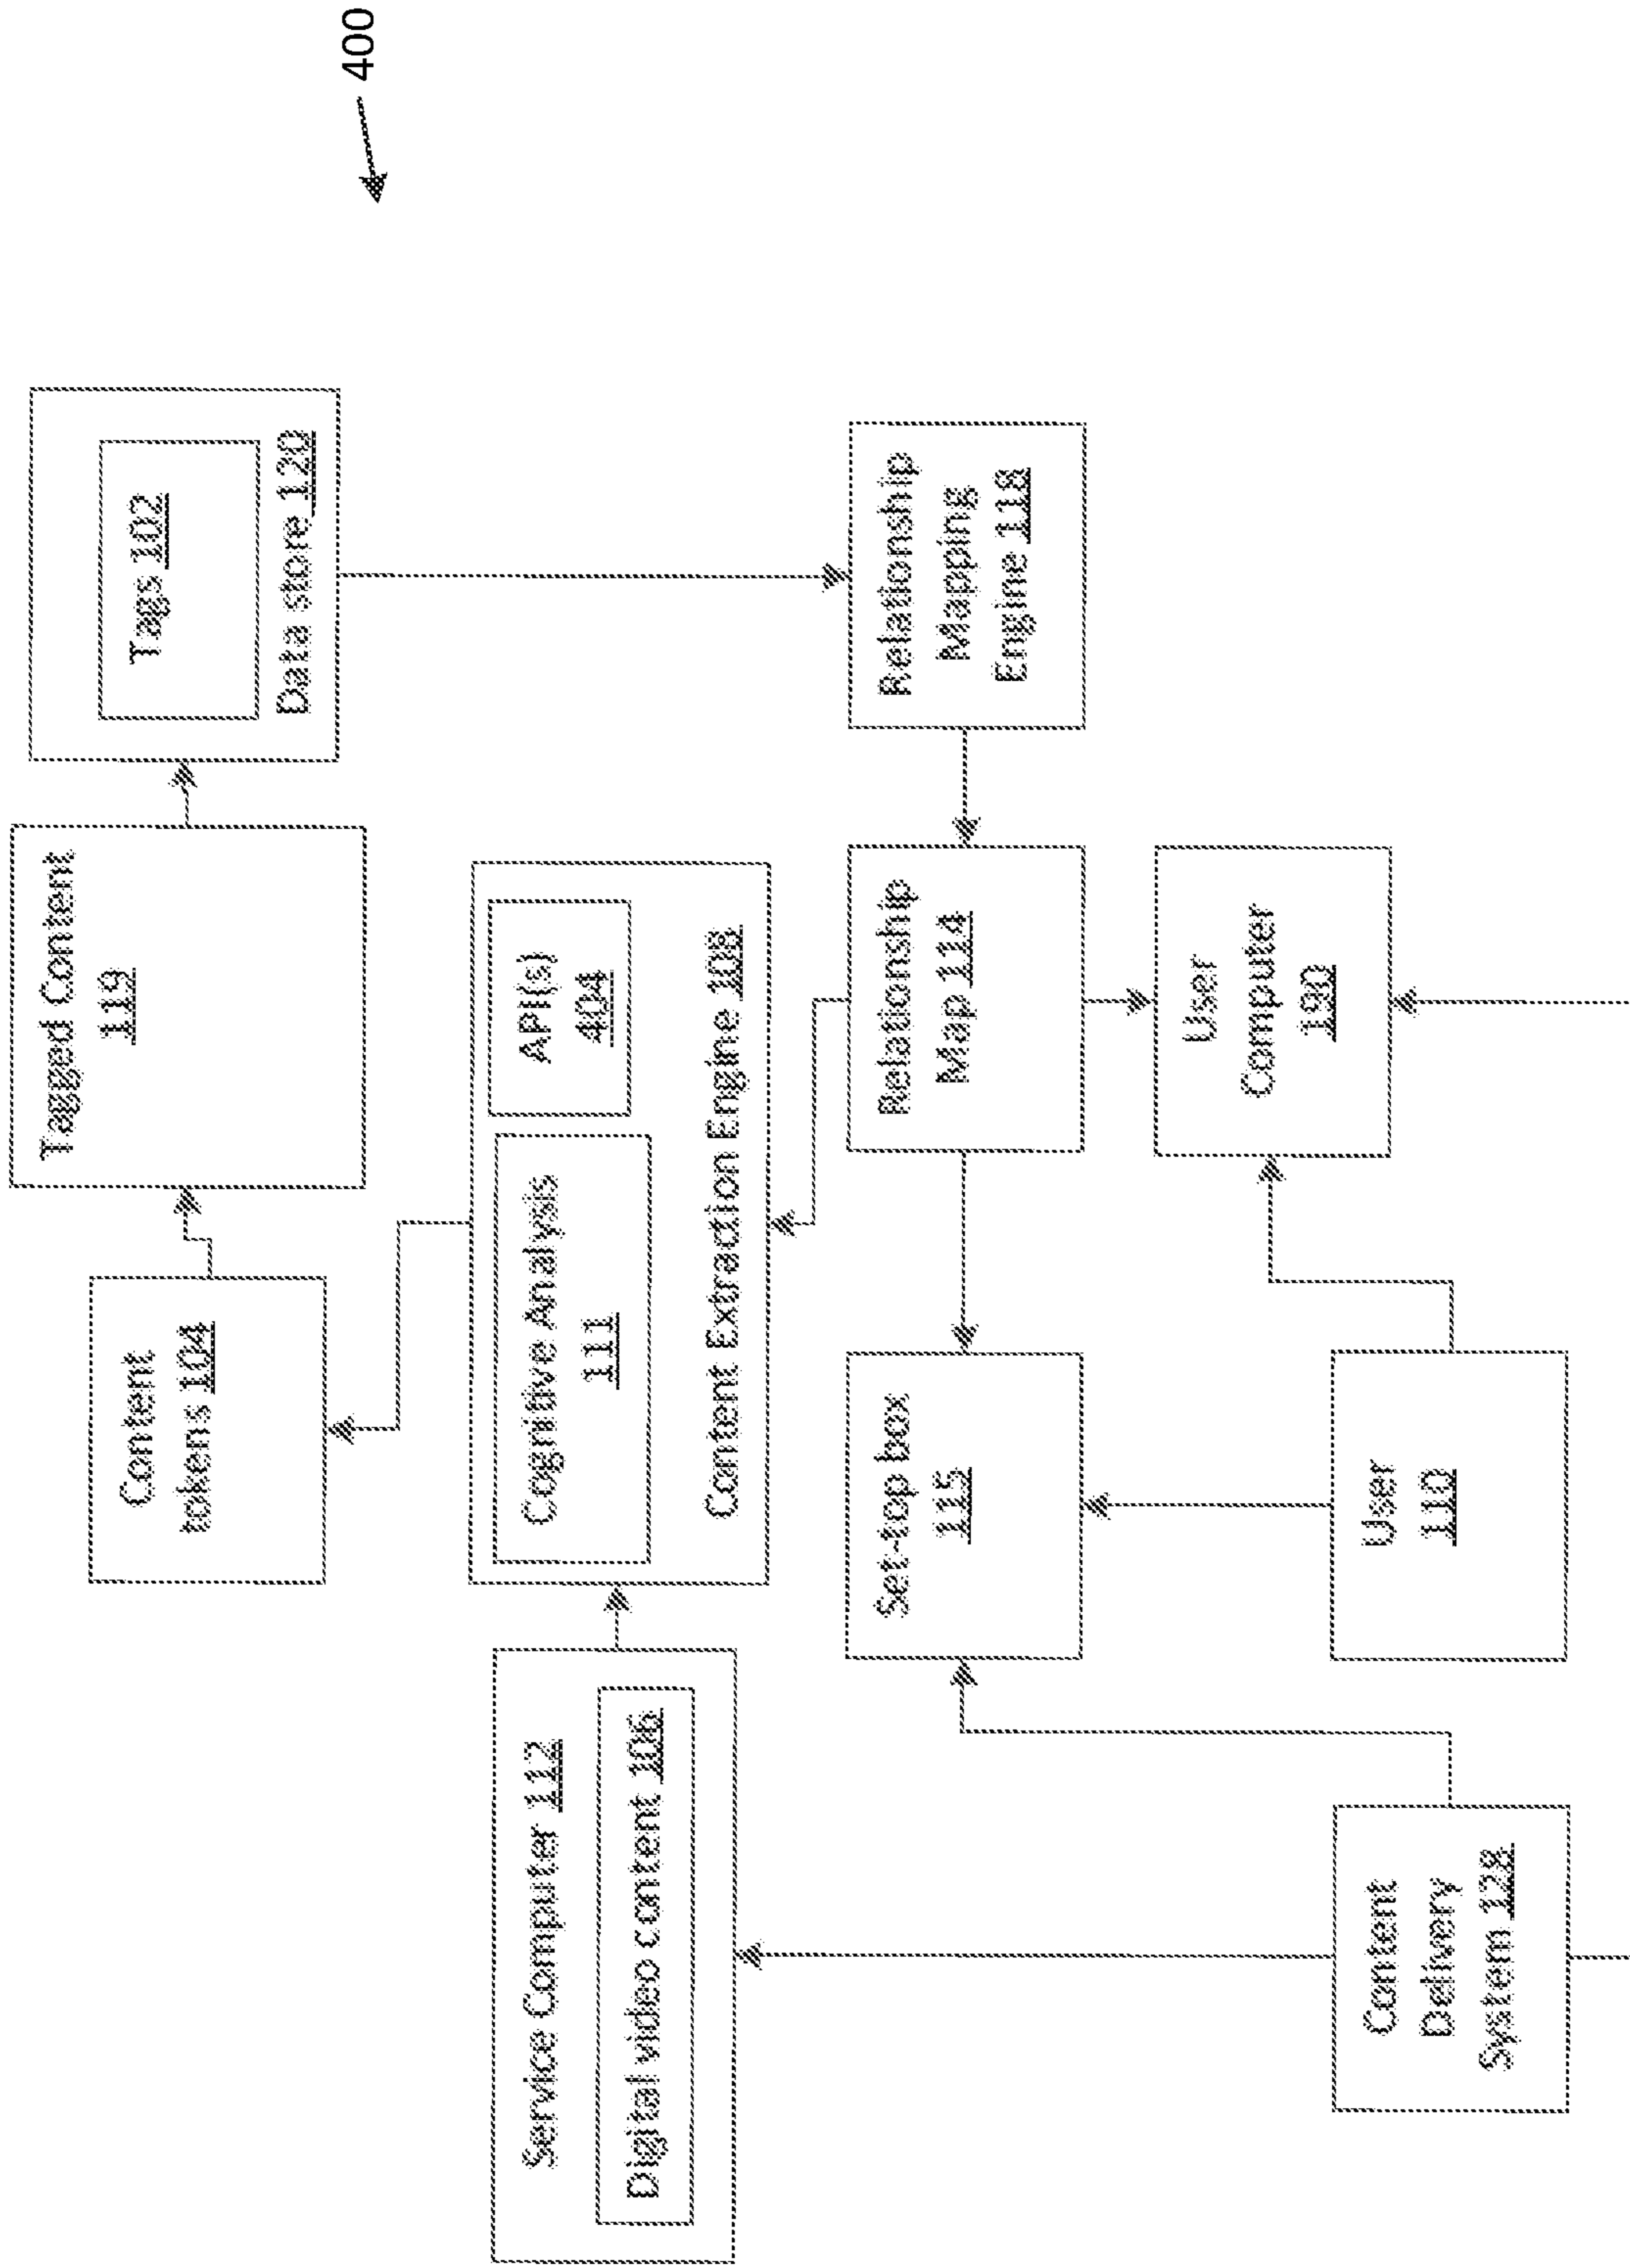 400
Content
tokens 104
Tagged Content
119
Tags 102
Data store 120
Service Computer 112
Digital video content 106
Cognitive Analysis
111
API(s)
404
Content Extraction Engine 108
Set-top box
115
Relationship
Map 114
Relationship
Mapping
Engine 118
Content
Delivery
System 128
User
110
User
Computer
190